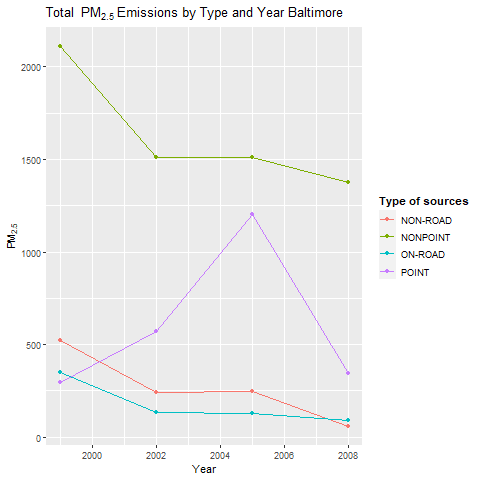 Total PM2.5 Emissions by Type and Year Baltimore
2000
1500
1000
500
0
PM2.5
2000 2002 2004 2006 2008
Year
Type of sources
NON-ROAD
NONPOINT
ON-ROAD
POINT